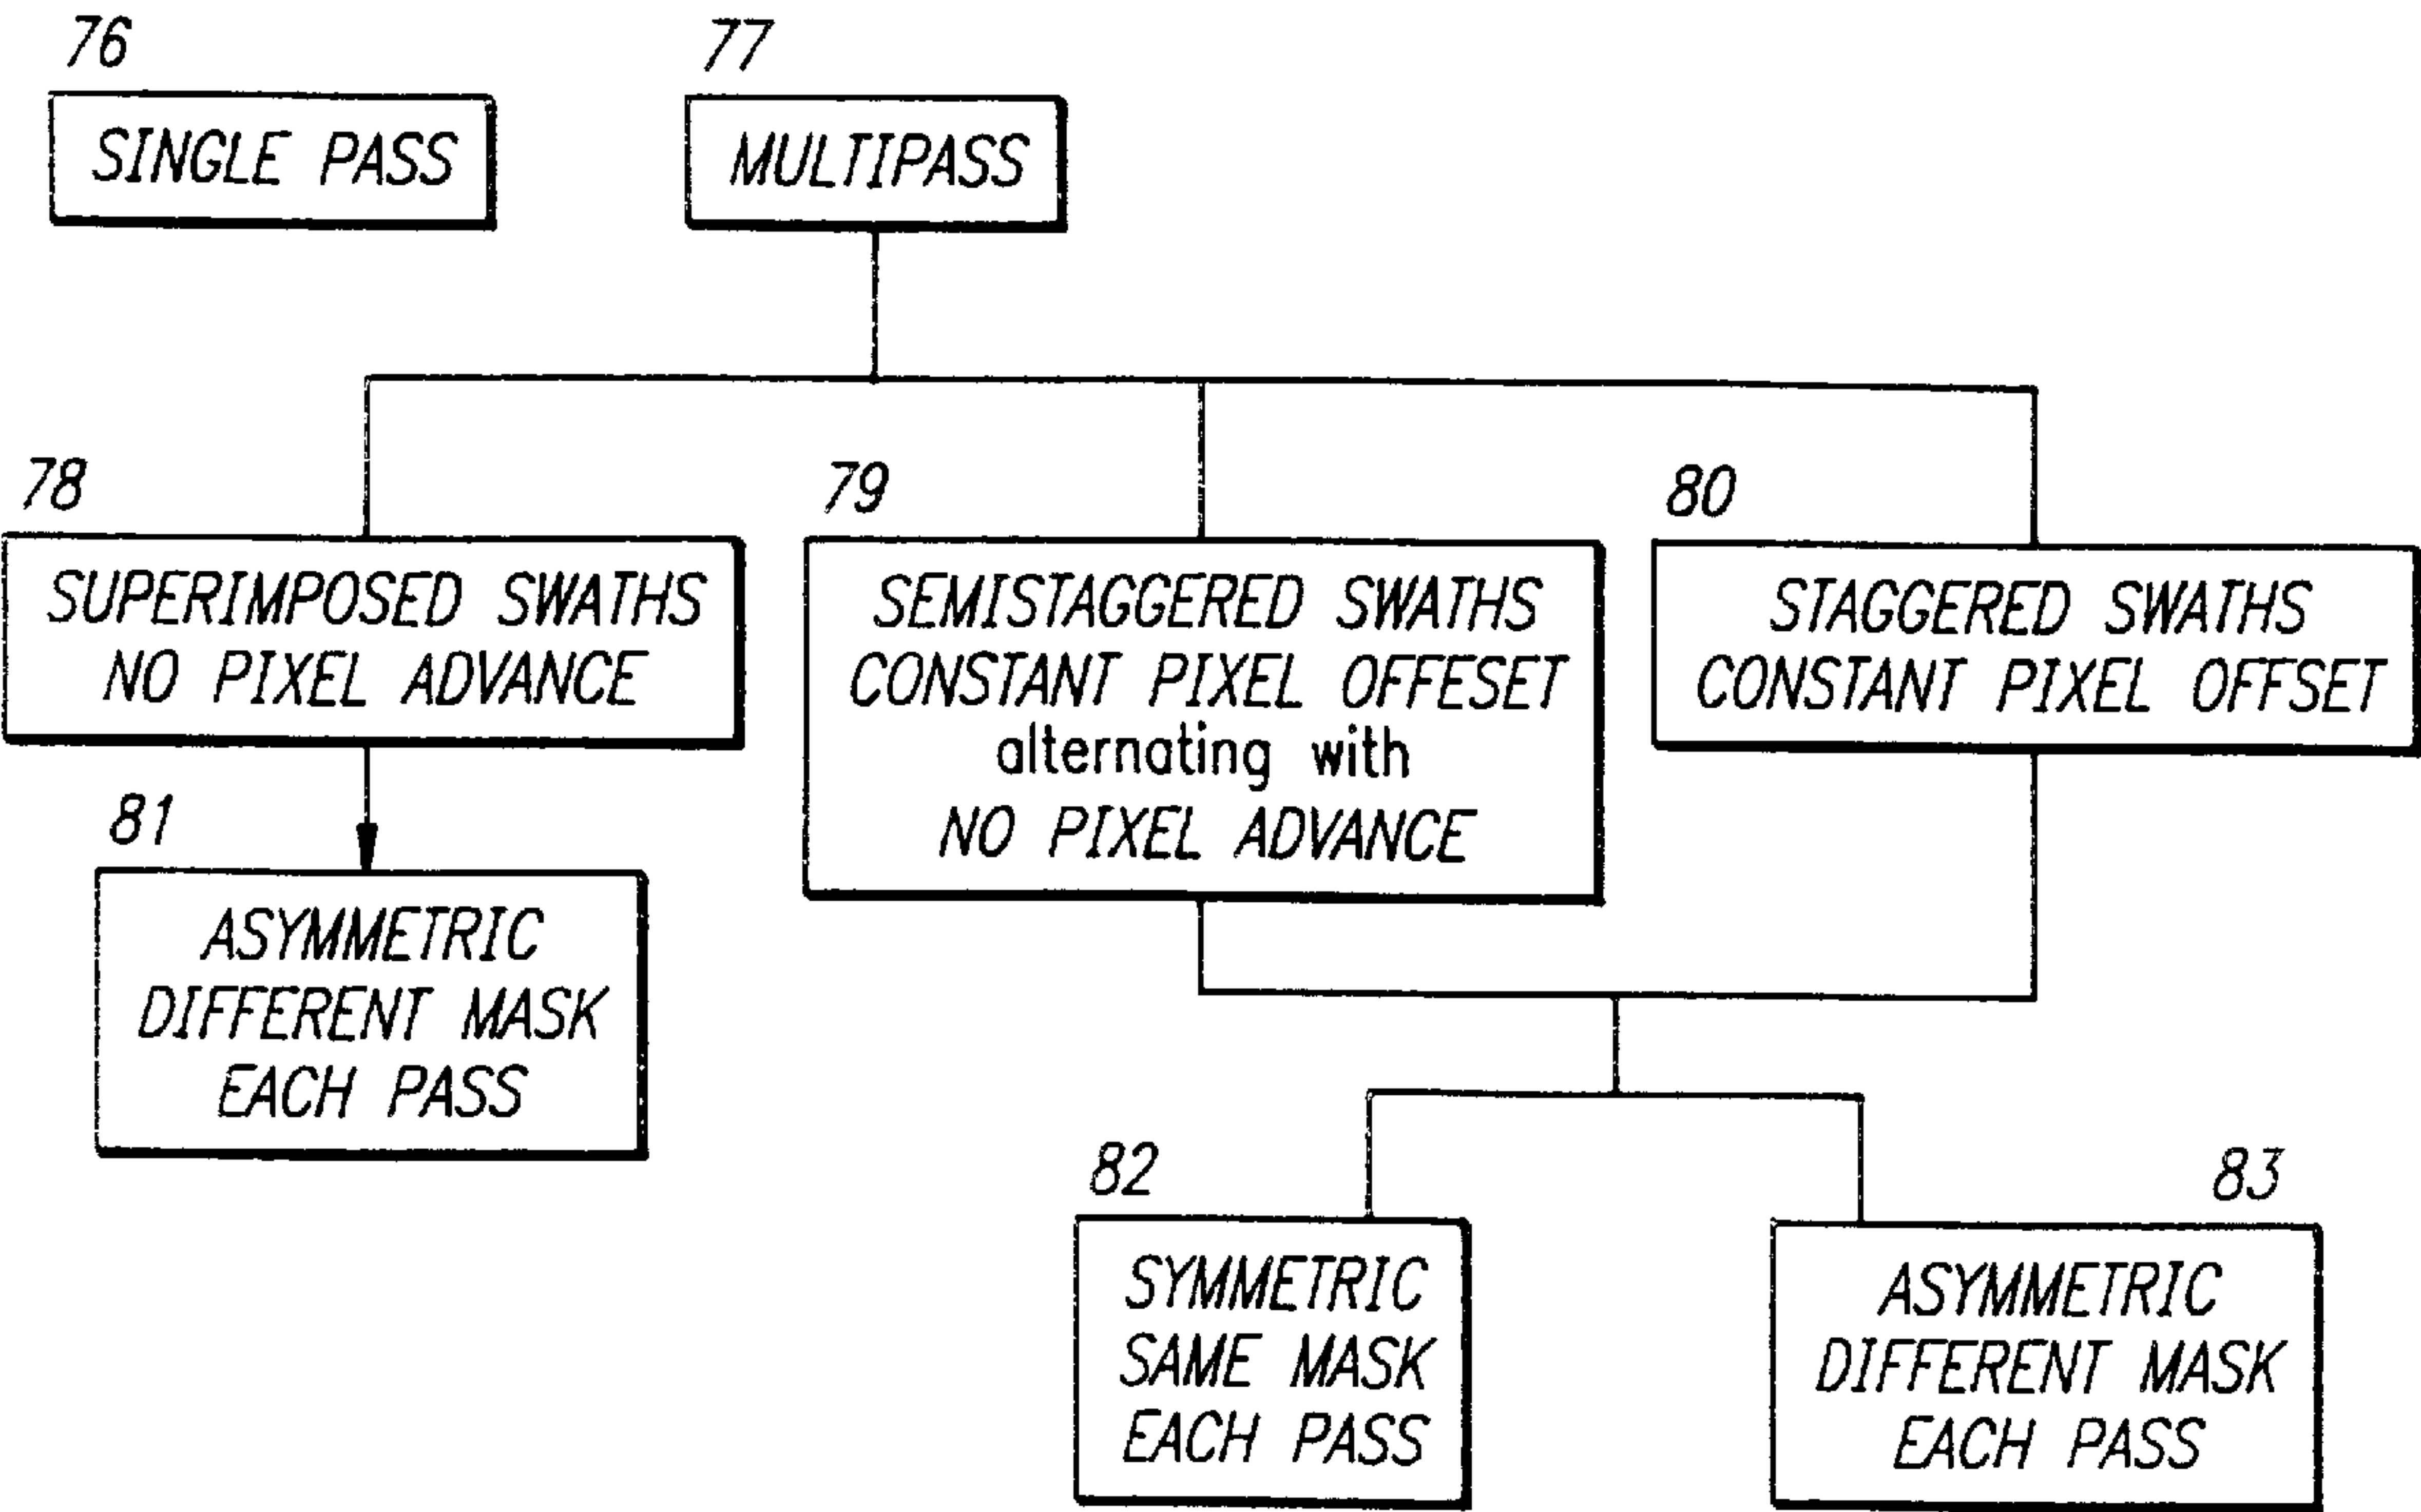 76
SINGLE PASS
77
MULTIPASS
78
SUPERIMPOSED SWATHS
NO PIXEL ADVANCE
79
SEMISTAGGERED SWATHS
CONSTANT PIXEL OFFESET
alternating with
NO PIXEL ADVANCE
80
STAGGERED SWATHS
CONSTANT PIXEL OFFSET
81
ASYMMETRIC
DIFFERENT MASK
EACH PASS
82
SYMMETRIC
SAME MASK
EACH PASS
83
ASYMMETRIC
DIFFERENT MASK
EACH PASS